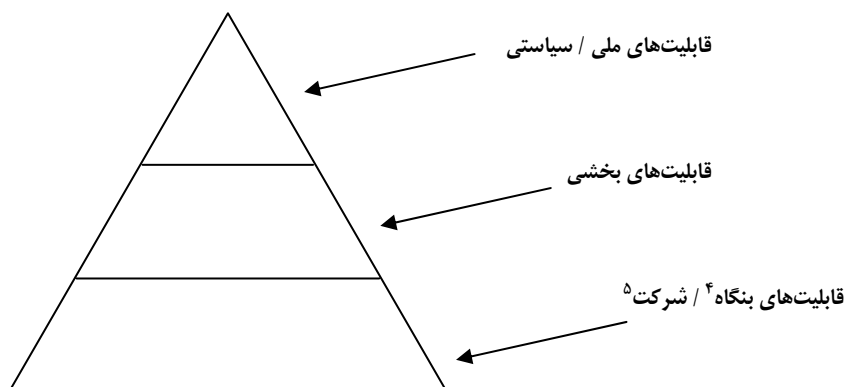 قابلیت‌های ملی / سیاستی
قابلیت‌های بخشی
قابلیت‌های بنگاه۴ / شرکت۵